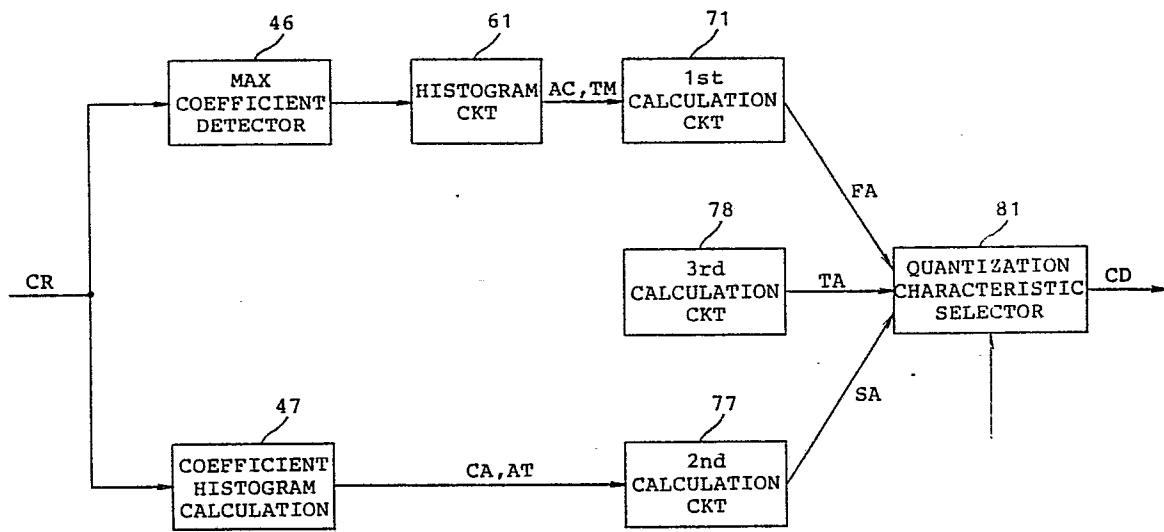 46
MAX
COEFFICIENT
DETECTOR
61
HISTOGRAM
CKT
AC,TM
71
1st
CALCULATION
CKT
FA
78
3rd
CALCULATION
CKT
TA
81
QUANTIZATION
CHARACTERISTIC
SELECTOR
CD
CR
SA
47
COEFFICIENT
HISTOGRAM
CALCULATION
CA,AT
77
2nd
CALCULATION
CKT